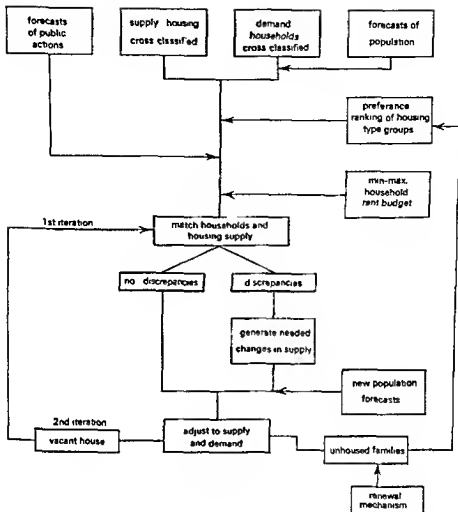 forecasts
of public
actions
supply housing
cross classified
demand
households
cross classified
forecasts of
population
preferance
ranking of housing
type groups
min-max.
household
rent budget
1st iteration
match households and
housing supply
no discrepancies
discrepancies
generate needed
changes in supply
new population
forecasts
2nd iteration
vacant house
adjust to supply
and demand
unhoused families
renewal
mechanism